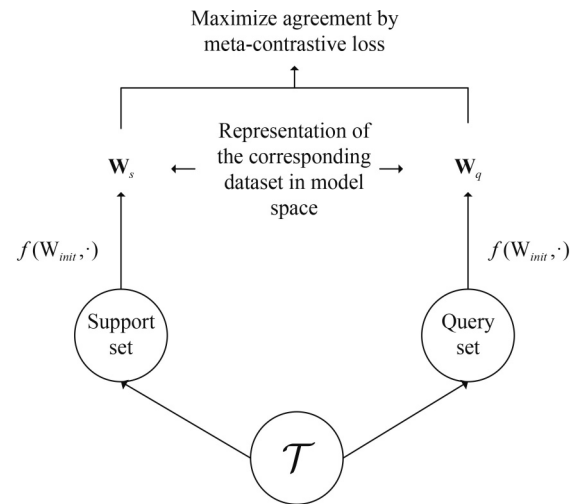 Maximize agreement by
meta-contrastive loss
Representation of
the corresponding
dataset in model
space
W_s
W_q
f(W_init,·)
f(W_init,·)
Support
set
Query
set
𝒯